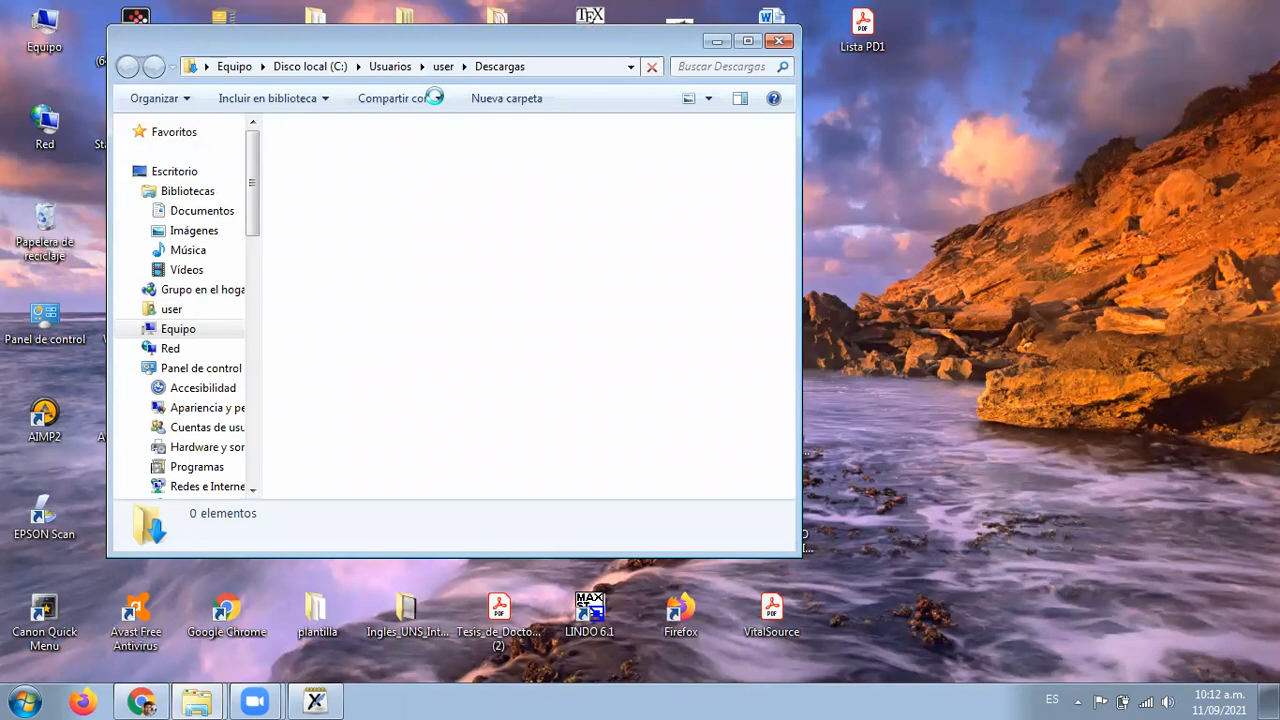 Equipo
Lista PD1
Equipo
Disco local (C:)
Usuarios
user
Descargas
Buscar Descargas
Organizar
Incluir en biblioteca
Compartir con
Nueva carpeta
Favoritos
Escritorio
Bibliotecas
Documentos
Imágenes
Música
Vídeos
Grupo en el hoga
user
Equipo
Red
Panel de control
Accesibilidad
Apariencia y pe
Cuentas de usu
Hardware y sor
Programas
Redes e Interne
0 elementos
Red
Papelera de
reciclaje
Panel de control
AIMP2
EPSON Scan
Canon Quick
Menu
Avast Free
Antivirus
Google Chrome
plantilla
Ingles_UNS_Int...
Tesis_de_Docto...
(2)
LINDO 6.1
Firefox
VitalSource
ES
10:12 a.m.
11/09/2021